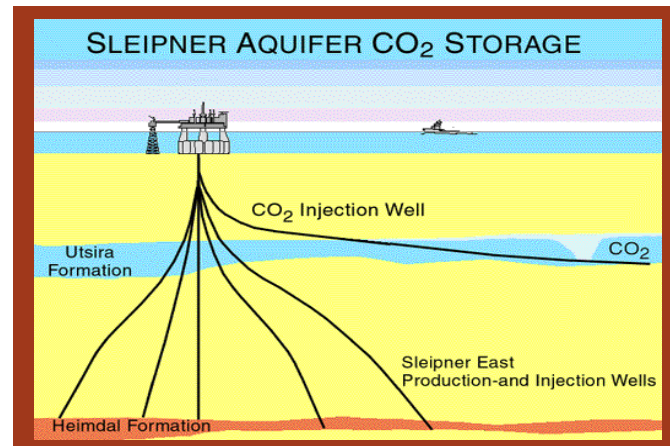 SLEIPNER AQUIFER CO₂ STORAGE
CO₂ Injection Well
Utsira
Formation
CO₂
Sleipner East
Production-and Injection Wells
Heimdal Formation